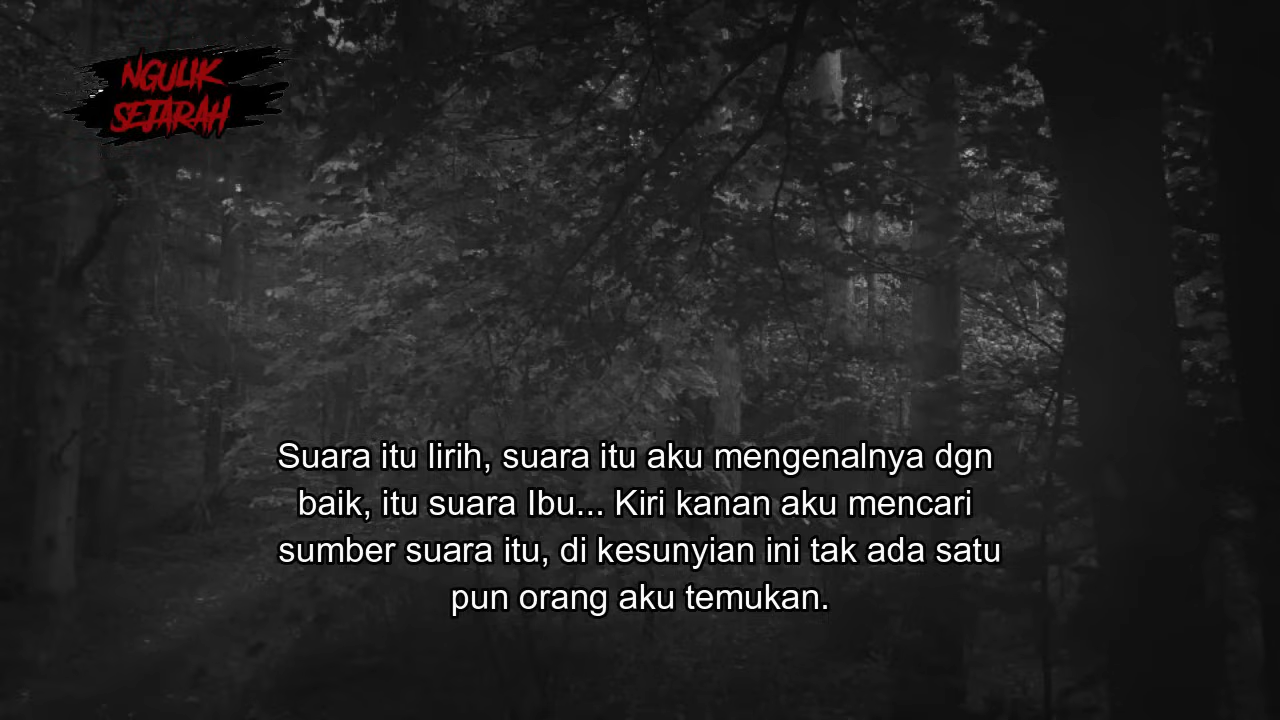 NGULIK
SEJARAH
Suara itu lirih, suara itu aku mengenalnya dgn
baik, itu suara Ibu... Kiri kanan aku mencari
sumber suara itu, di kesunyian ini tak ada satu
pun orang aku temukan.